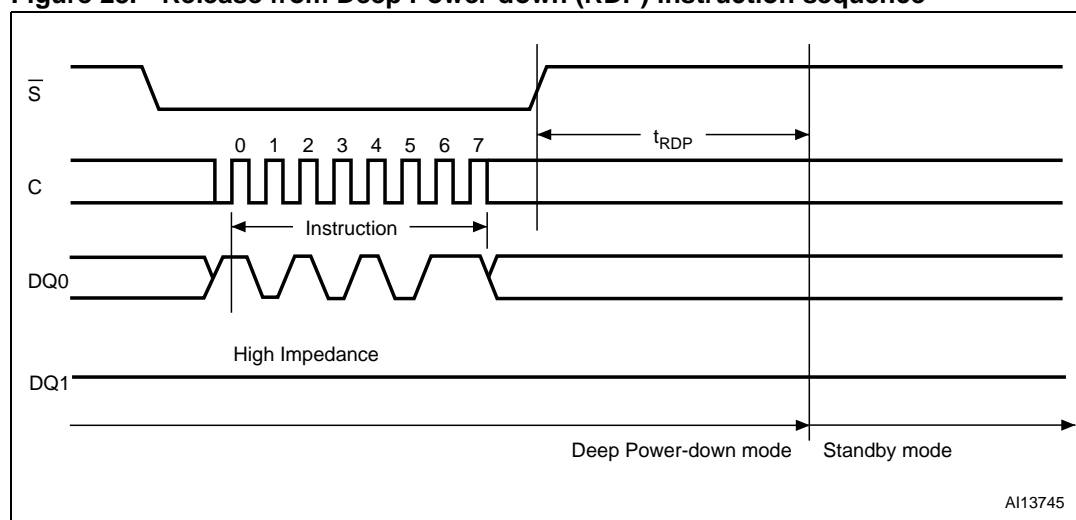 Figure 28. Release from Deep Power-down (RDP) instruction sequence
S
tRDP
0 1 2 3 4 5 6 7
C
Instruction
DQ0
High Impedance
DQ1
Deep Power-down mode Standby mode
AI13745